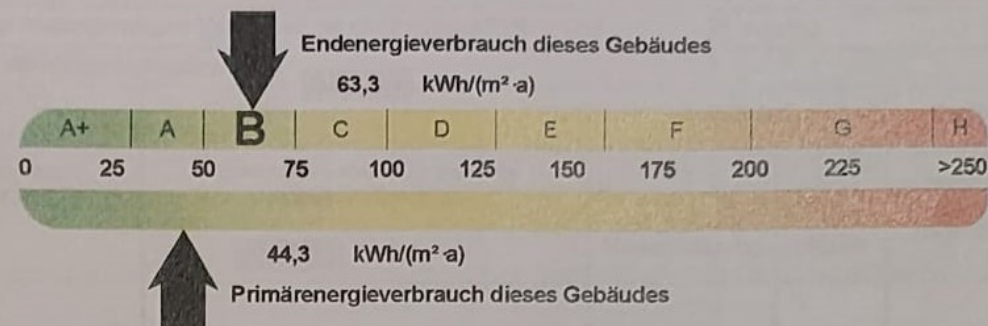 Endenergieverbrauch dieses Gebäudes
63,3 kWh/(m²·a)
A+ A B C D E F G H
0 25 50 75 100 125 150 175 200 225 >250
44,3 kWh/(m²·a)
Primärenergieverbrauch dieses Gebäudes